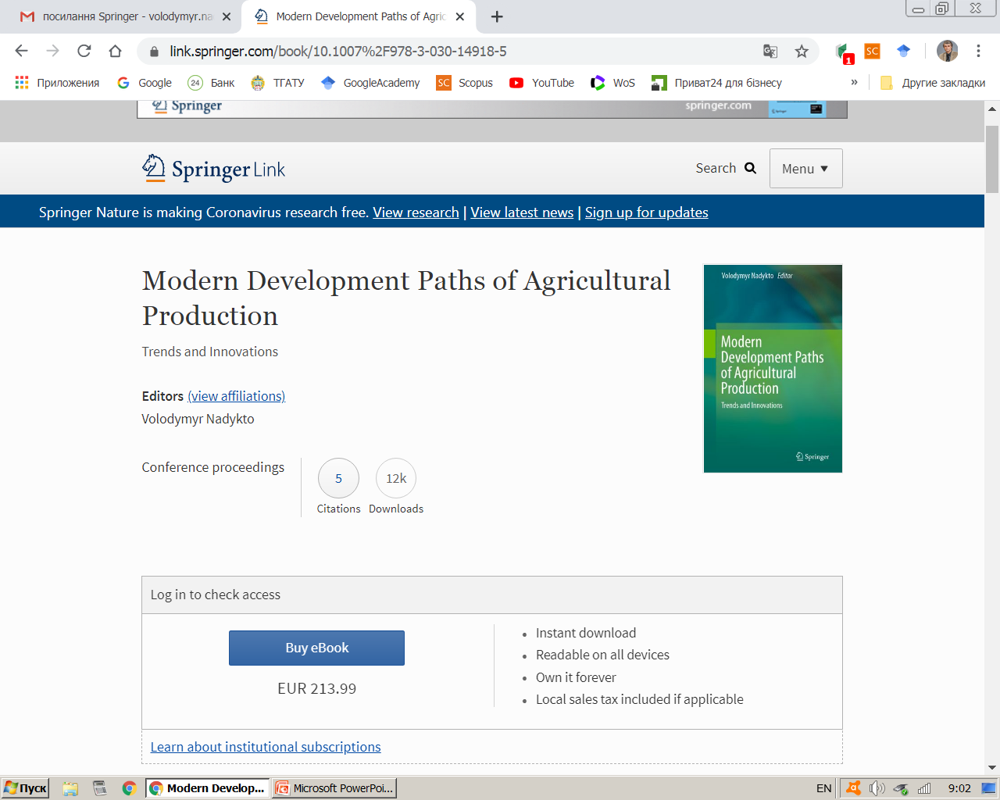 посилання Springer - volodymyr.na
Modern Development Paths of Agric
link.springer.com/book/10.1007%2F978-3-030-14918-5
SC
1
Приложения
Google
24
Банк
ТГАТУ
GoogleAcademy
SC
Scopus
YouTube
WoS
Приват24 для бізнесу
»
Другие закладки
Springer
springer.com
Springer Link
Search
Menu ▼
Springer Nature is making Coronavirus research free. View research | View latest news | Sign up for updates
Modern Development Paths of Agricultural
Production
Trends and Innovations
Editors (view affiliations)
Volodymyr Nadykto
Conference proceedings
5
Citations
12k
Downloads
Volodymyr Nadykto Editor
Modern
Development Paths
of Agricultural
Production
Trends and Innovations
Springer
Log in to check access
Buy eBook
EUR 213.99
• Instant download
• Readable on all devices
• Own it forever
• Local sales tax included if applicable
Learn about institutional subscriptions
Пуск
Modern Develop...
Microsoft PowerPoi...
EN
9:02